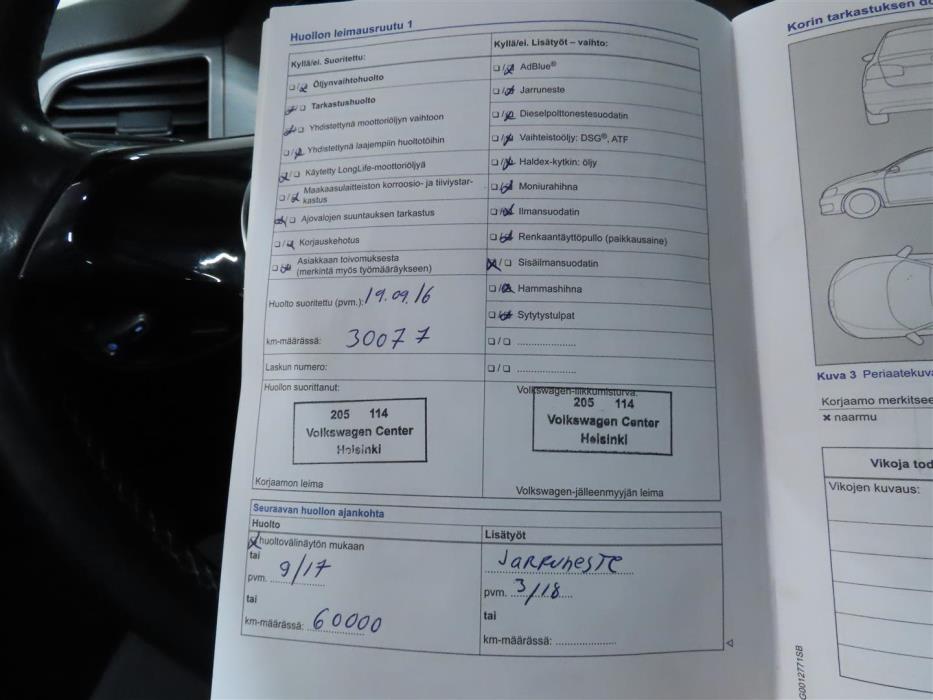 Huollon leimausruutu 1
Kyllä/ei. Suoritettu:
☐/☒ Öljynvaihtohuolto
☒/☐ Tarkastushuolto
☒/☐ Yhdistettynä moottoriöljyn vaihtoon
☐/☒ Yhdistettynä laajempiin huoltotöihin
☒/☐ Käytetty LongLife-moottoriöljyä
☐/☒ Maakaasulaitteiston korroosio- ja tiiviystar-
kastus
☒/☐ Ajovalojen suuntauksen tarkastus
☐/☒ Korjauskehotus
☐/☒ Asiakkaan toivomuksesta
(merkintä myös työmääräykseen)
Huolto suoritettu (pvm.): 19.09.16
km-määrässä: 30077
Laskun numero:
Huollon suorittanut:
205 114
Volkswagen Center
Helsinki
Korjaamon leima
Kyllä/ei. Lisätyöt – vaihto:
☐/☒ AdBlue®
☐/☒ Jarruneste
☐/☒ Dieselpolttonestesuodatin
☐/☒ Vaihteistoöljy: DSG®, ATF
☐/☒ Haldex-kytkin: öljy
☐/☒ Moniurahihna
☐/☒ Ilmansuodatin
☐/☒ Renkaantäyttöpullo (paikkausaine)
☒/☐ Sisäilmansuodatin
☐/☒ Hammashihna
☐/☒ Sytytystulpat
☐/☐ .....................
☐/☐ .....................
Volkswagen-liikkumisturva:
205 114
Volkswagen Center
Helsinki
Volkswagen-jälleenmyyjän leima
Seuraavan huollon ajankohta
Huolto
☒ huoltovälinäytön mukaan
tai
pvm. 9/17
tai
km-määrässä: 60000
Lisätyöt
Jarruneste
pvm. 3/18
tai
km-määrässä: .....................
Korin tarkastuksen
Kuva 3 Periaatekuva
Korjaamo merkitsee
× naarmu
Vikoja tod
Vikojen kuvaus:
G0012771SB